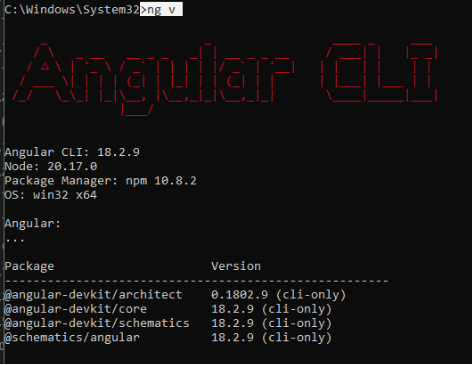 C:\Windows\System32>ng v
Angular CLI
Angular CLI: 18.2.9
Node: 20.17.0
Package Manager: npm 10.8.2
OS: win32 x64
Angular:
...
Package Version
------------------------------------------------------
@angular-devkit/architect 0.1802.9 (cli-only)
@angular-devkit/core 18.2.9 (cli-only)
@angular-devkit/schematics 18.2.9 (cli-only)
@schematics/angular 18.2.9 (cli-only)